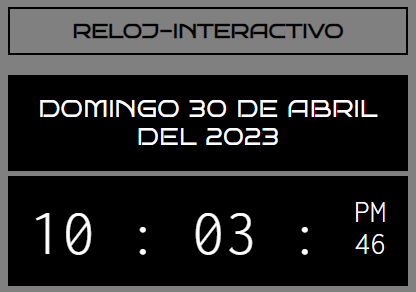 RELOJ-INTERACTIVO
DOMINGO 30 DE ABRIL
DEL 2023
10 : 03 : PM
46